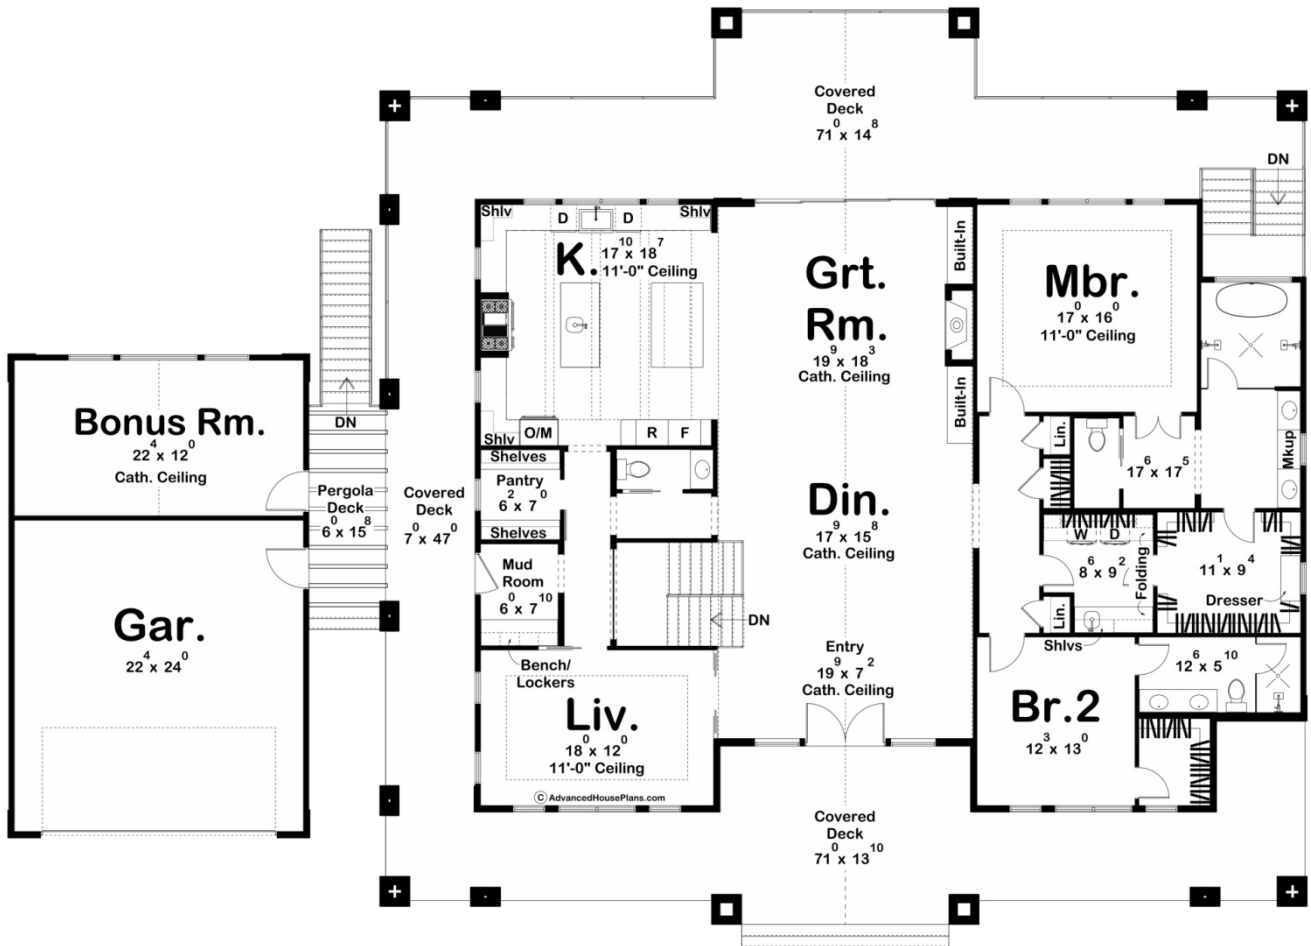 Covered
Deck
71⁰ x 14⁸
DN
Shlv
D
D
Shlv
K.
17¹⁰ x 18⁷
11'-0" Ceiling
Built-In
Grt.
Rm.
19⁹ x 18³
Cath. Ceiling
Built-In
Mbr.
17⁰ x 16⁰
11'-0" Ceiling
Shlv
O/M
R
F
DN
Bonus Rm.
22⁴ x 12⁰
Cath. Ceiling
Pergola
Deck
6⁰ x 15⁸
Covered
Deck
7⁰ x 47⁰
Shelves
Pantry
6² x 7⁰
Shelves
Lin.
17⁶ x 17⁵
Mkup
Din.
17⁹ x 15⁸
Cath. Ceiling
Mud
Room
6⁰ x 7¹⁰
W
D
8⁶ x 9²
Folding
11¹ x 9⁴
Dresser
Lin.
Shlvs
DN
Gar.
22⁴ x 24⁰
Bench/
Lockers
Entry
19⁹ x 7²
Cath. Ceiling
12⁶ x 5¹⁰
Liv.
18⁰ x 12⁰
11'-0" Ceiling
Br.2
12³ x 13⁰
© AdvancedHousePlans.com
Covered
Deck
71⁰ x 13¹⁰